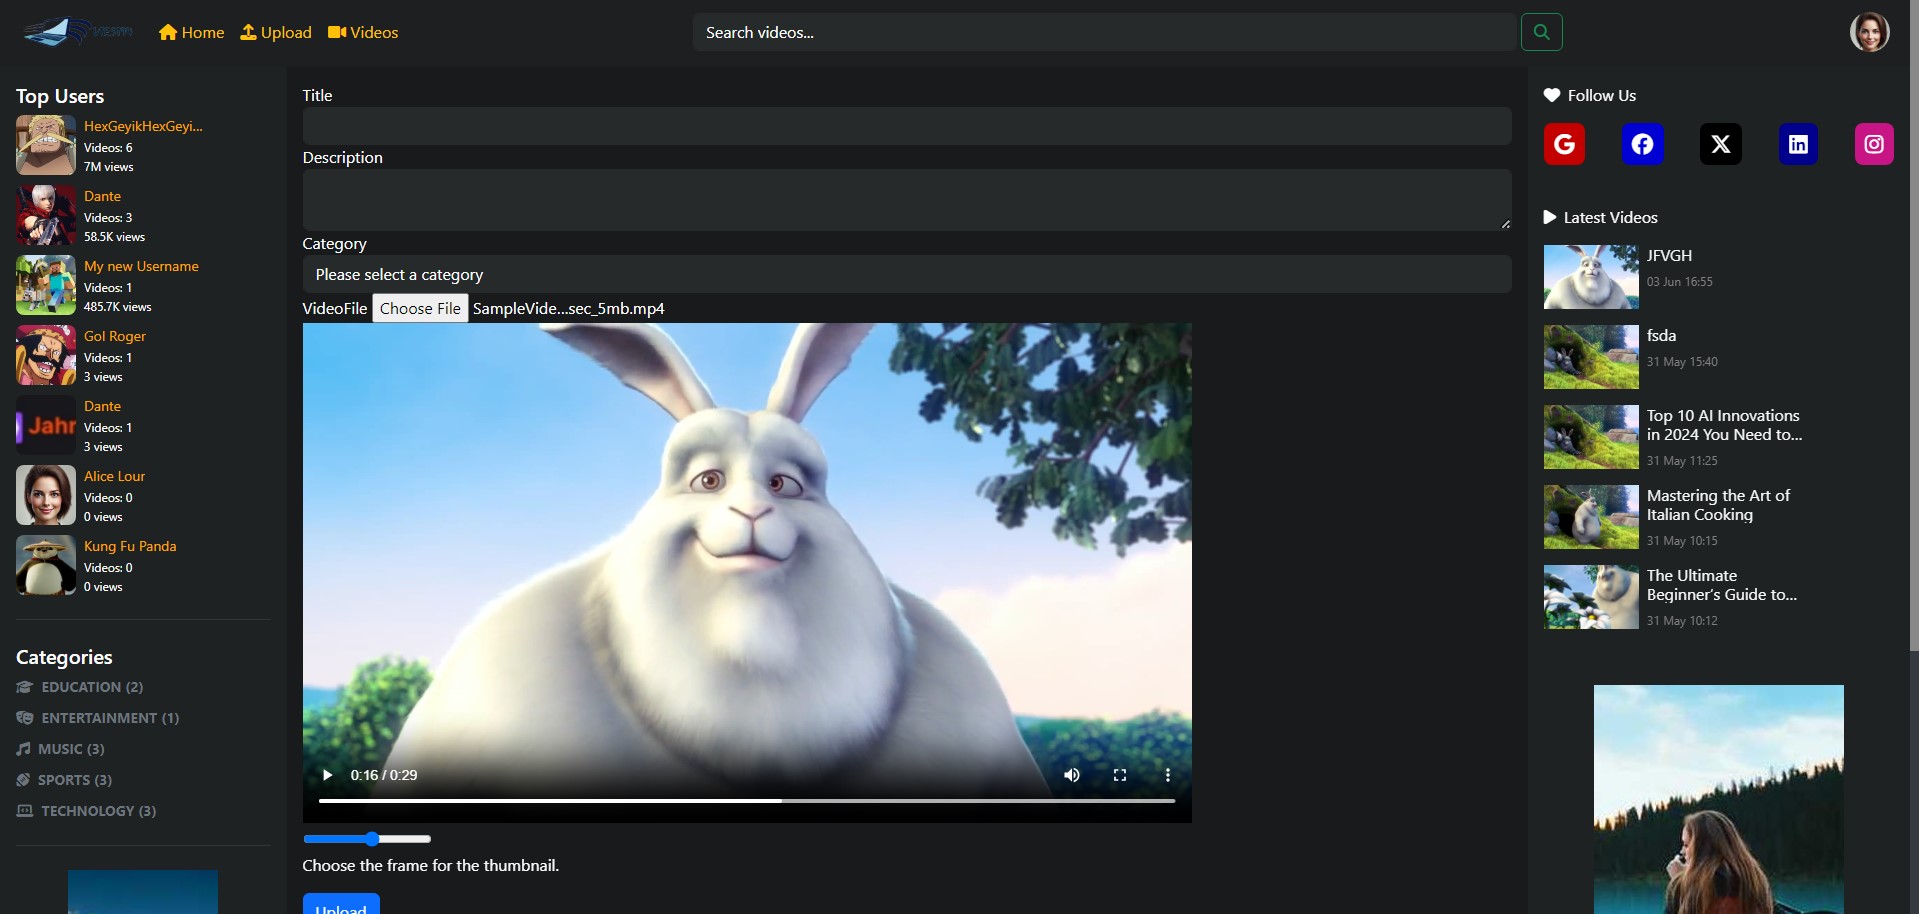 Home
Upload
Videos
Search videos...
Top Users
HexGeyikHexGeyi...
Videos: 6
7M views
Dante
Videos: 3
58.5K views
My new Username
Videos: 1
485.7K views
Gol Roger
Videos: 1
3 views
Dante
Videos: 1
3 views
Jahr
Alice Lour
Videos: 0
0 views
Kung Fu Panda
Videos: 0
0 views
Categories
EDUCATION (2)
ENTERTAINMENT (1)
MUSIC (3)
SPORTS (3)
TECHNOLOGY (3)
Title
Description
Category
Please select a category
VideoFile Choose File SampleVide...sec_5mb.mp4
0:16 / 0:29
Choose the frame for the thumbnail.
Upload
Follow Us
Latest Videos
JFVGH
03 Jun 16:55
fsda
31 May 15:40
Top 10 AI Innovations
in 2024 You Need to...
31 May 11:25
Mastering the Art of
Italian Cooking
31 May 10:15
The Ultimate
Beginner's Guide to...
31 May 10:12